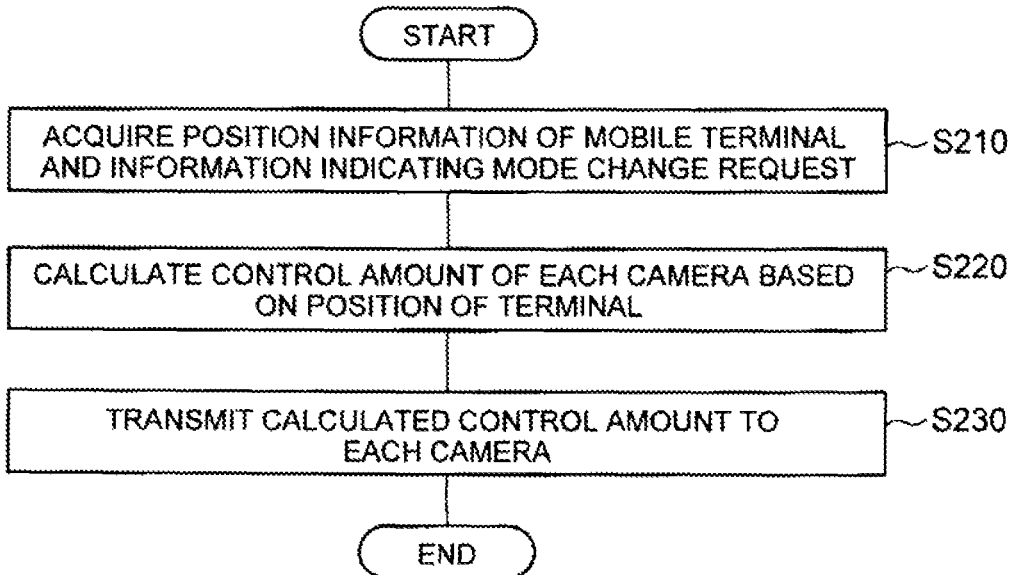 START
ACQUIRE POSITION INFORMATION OF MOBILE TERMINAL
AND INFORMATION INDICATING MODE CHANGE REQUEST
S210
CALCULATE CONTROL AMOUNT OF EACH CAMERA BASED
ON POSITION OF TERMINAL
S220
TRANSMIT CALCULATED CONTROL AMOUNT TO
EACH CAMERA
S230
END